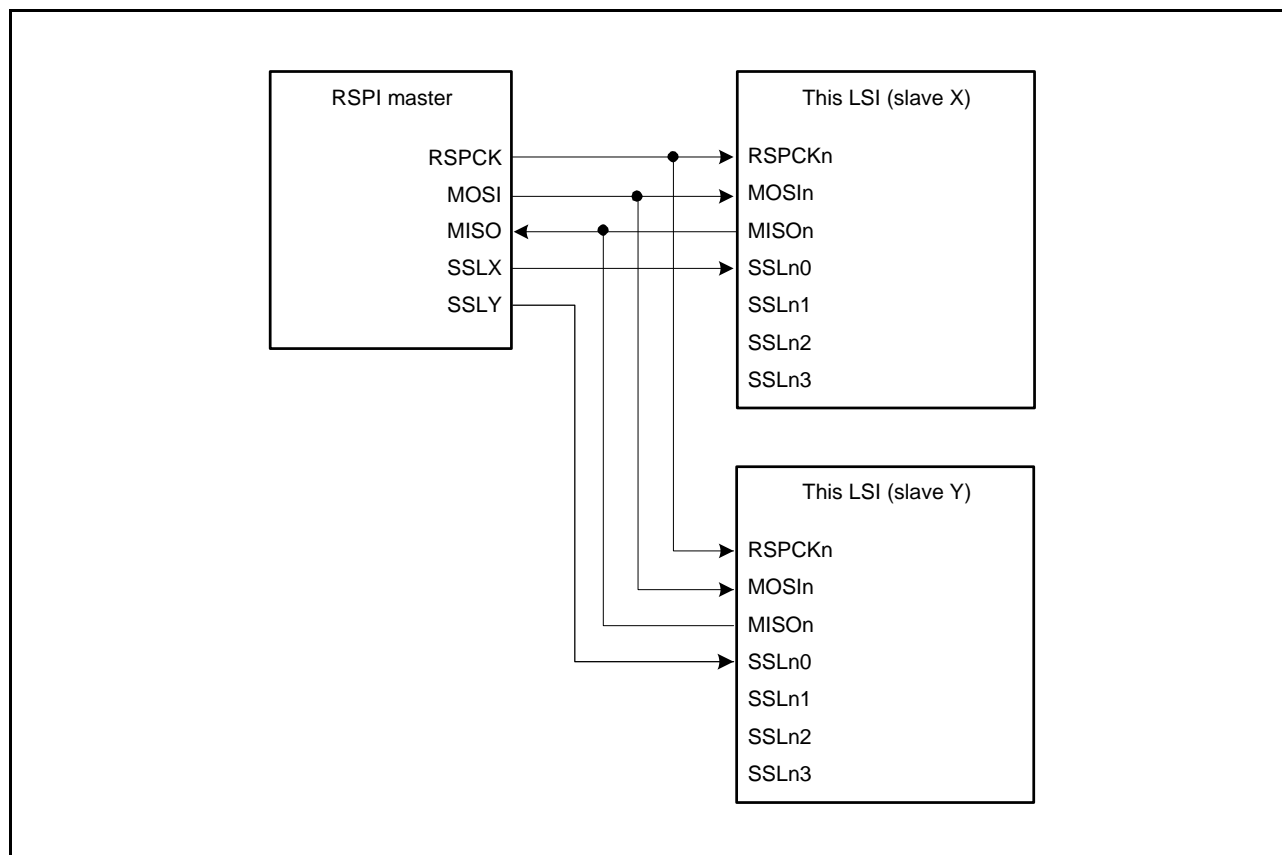 RSPI master
RSPCK
MOSI
MISO
SSLX
SSLY
This LSI (slave X)
RSPCKn
MOSIn
MISOn
SSLn0
SSLn1
SSLn2
SSLn3
This LSI (slave Y)
RSPCKn
MOSIn
MISOn
SSLn0
SSLn1
SSLn2
SSLn3